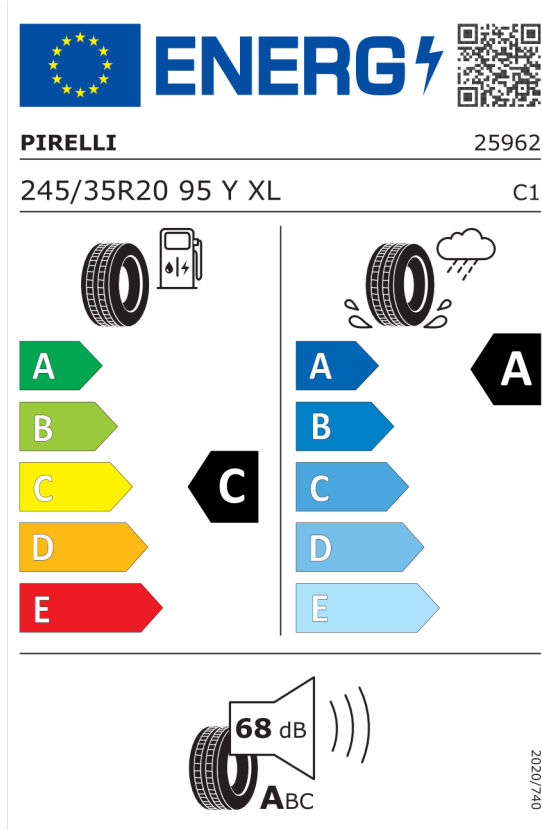 ENERG
PIRELLI 25962
245/35R20 95 Y XL C1
A A A
B B
C C C
D D
E E
68 dB
ABC
2020/740